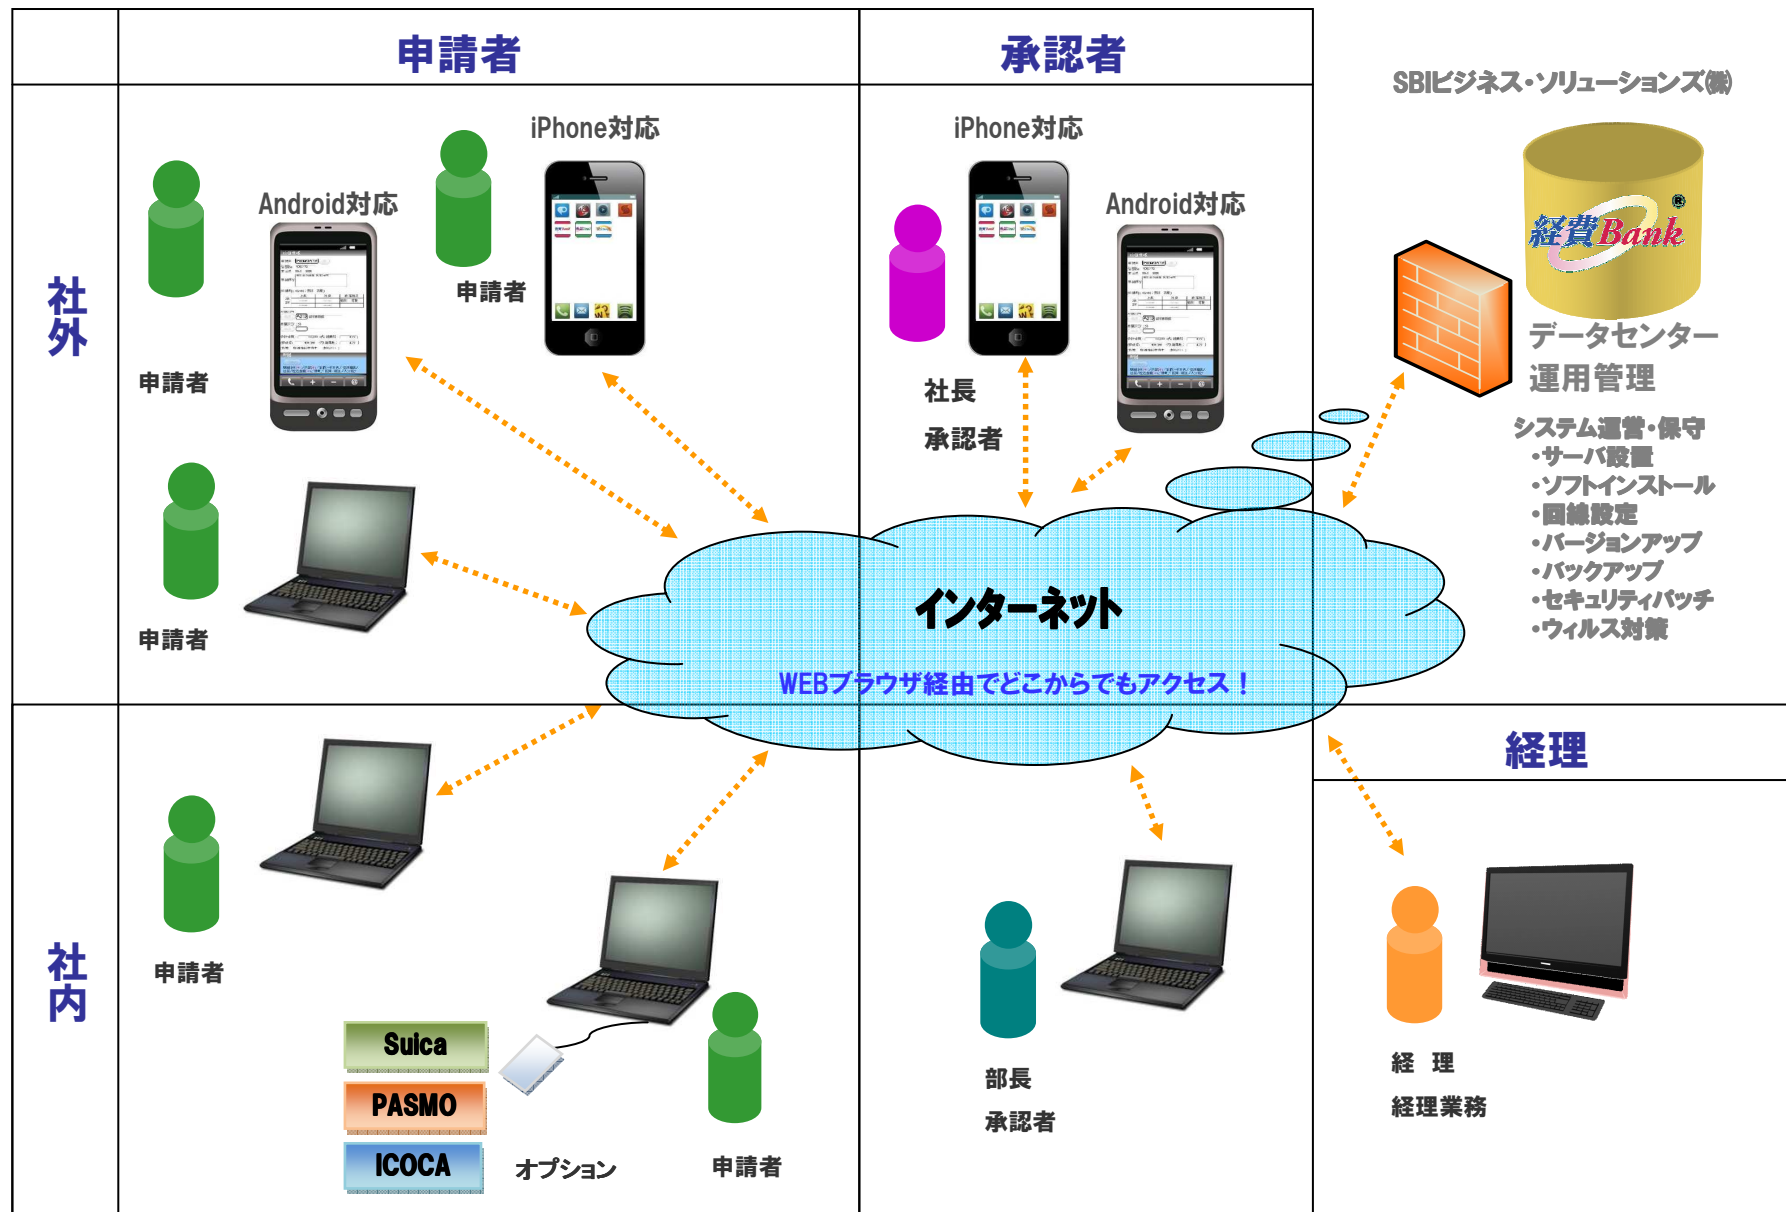 申請者
承認者
SBIビジネス・ソリューションズ㈱
社外
iPhone対応
Android対応
申請者
申請者
申請者
iPhone対応
Android対応
社長
承認者
経費Bank®
データセンター
運用管理
システム運営・保守
・サーバ設置
・ソフトインストール
・回線設定
・バージョンアップ
・バックアップ
・セキュリティパッチ
・ウィルス対策
インターネット
WEBブラウザ経由でどこからでもアクセス！
社内
経理
申請者
Suica
PASMO
ICOCA
オプション
申請者
部長
承認者
経 理
経理業務